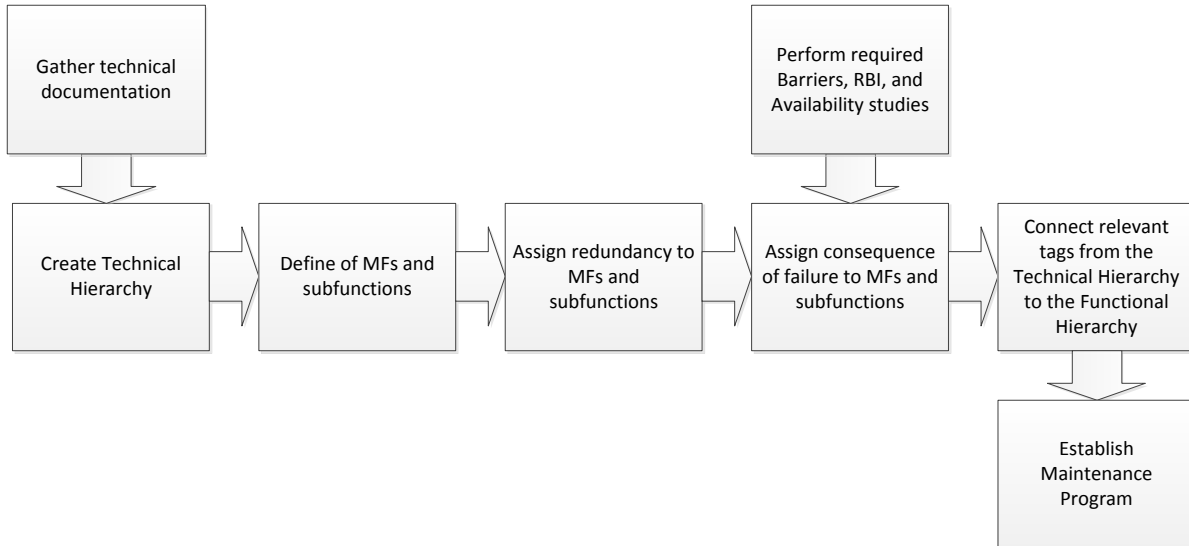 Gather technical
documentation
Perform required
Barriers, RBI, and
Availability studies
Create Technical
Hierarchy
Define of MFs and
subfunctions
Assign redundancy to
MFs and
subfunctions
Assign consequence
of failure to MFs and
subfunctions
Connect relevant
tags from the
Technical Hierarchy
to the Functional
Hierarchy
Establish
Maintenance
Program